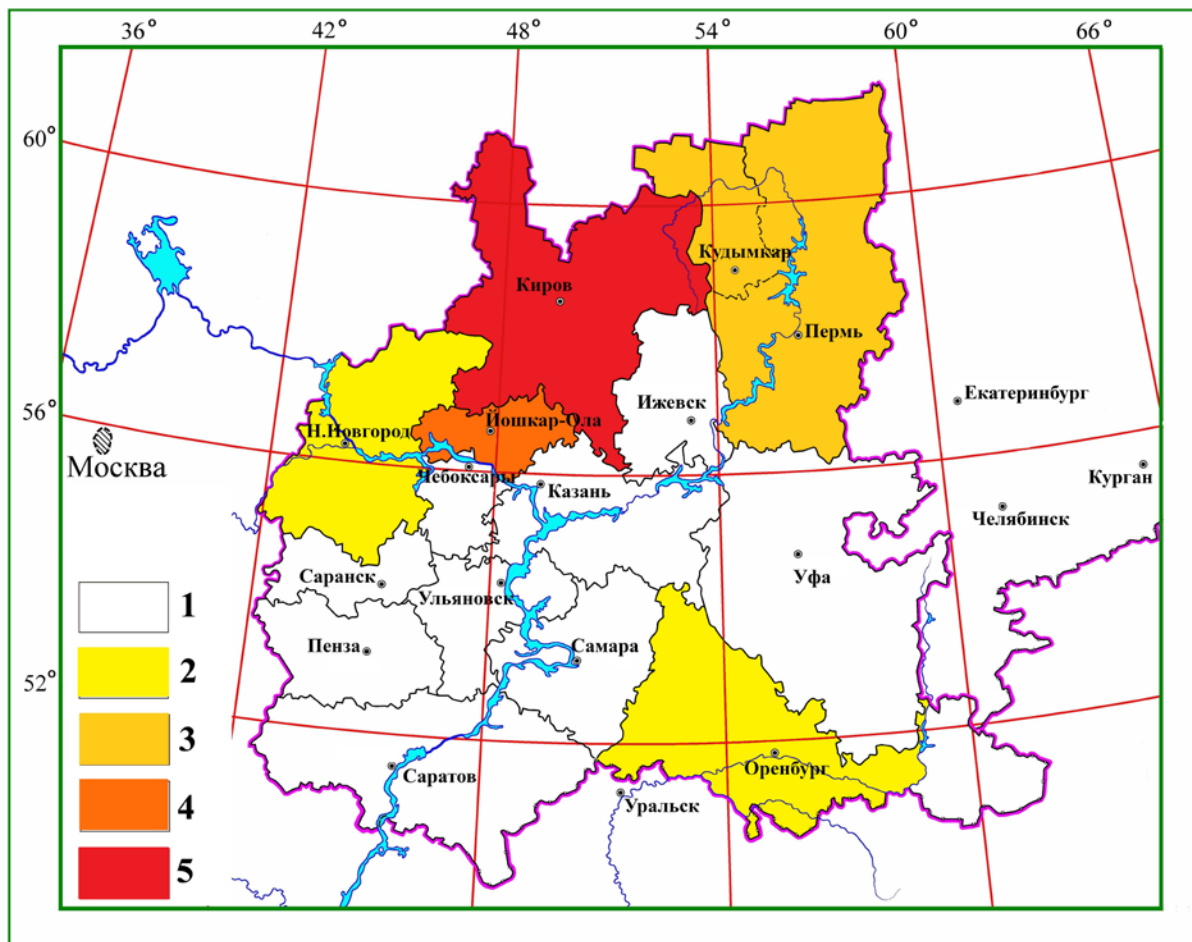 36° 42° 48° 54° 60° 66°
60°
Кудымкар
Киров
Пермь
56°
Екатеринбург
Ижевск
Йошкар-Ола
Н.Новгород
Москва
Чебоксары
Казань
Курган
Челябинск
Саранск
Ульяновск
Уфа
1
Пенза
Самара
52°
2
3
Саратов
Оренбург
Уральск
4
5